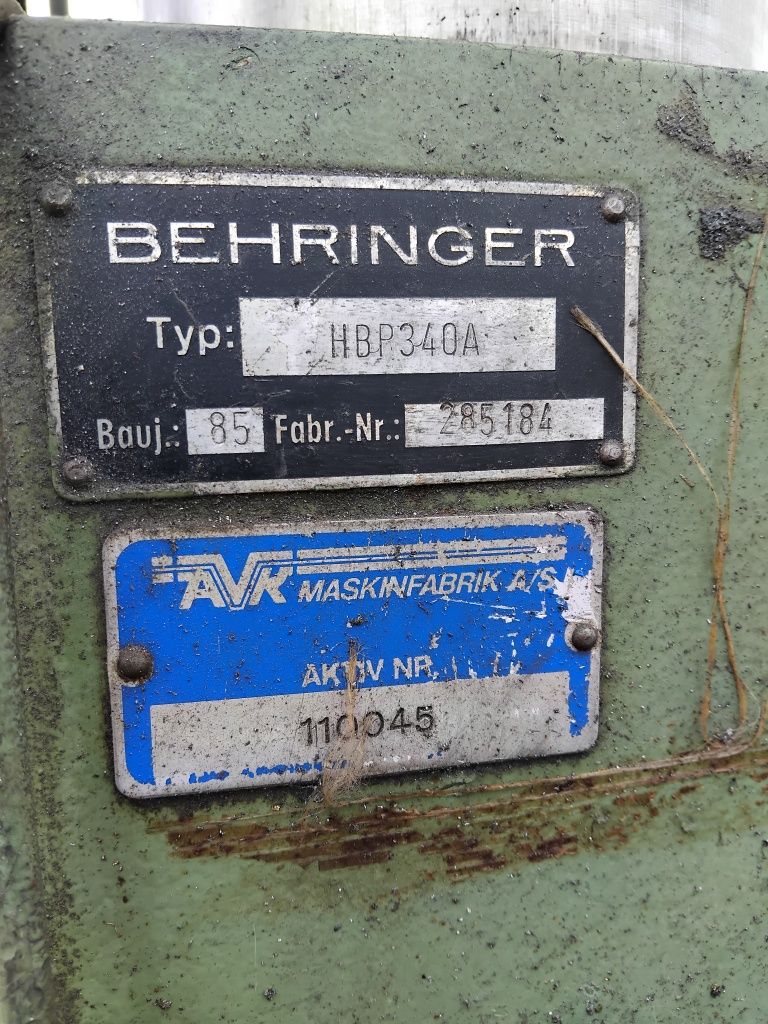 BEHRINGER
Typ: HBP340A
Bauj.: 85 Fabr.-Nr.: 285184
AVK MASKINFABRIK A/S
AKTIV NR.
110045